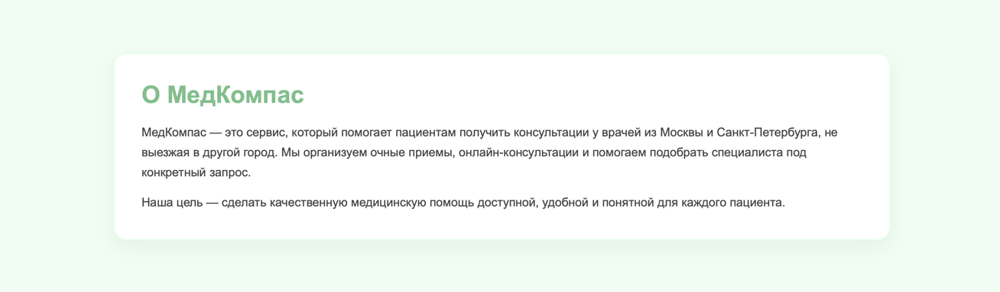 О МедКомпас
МедКомпас — это сервис, который помогает пациентам получить консультации у врачей из Москвы и Санкт-Петербурга, не
выезжая в другой город. Мы организуем очные приемы, онлайн-консультации и помогаем подобрать специалиста под
конкретный запрос.
Наша цель — сделать качественную медицинскую помощь доступной, удобной и понятной для каждого пациента.